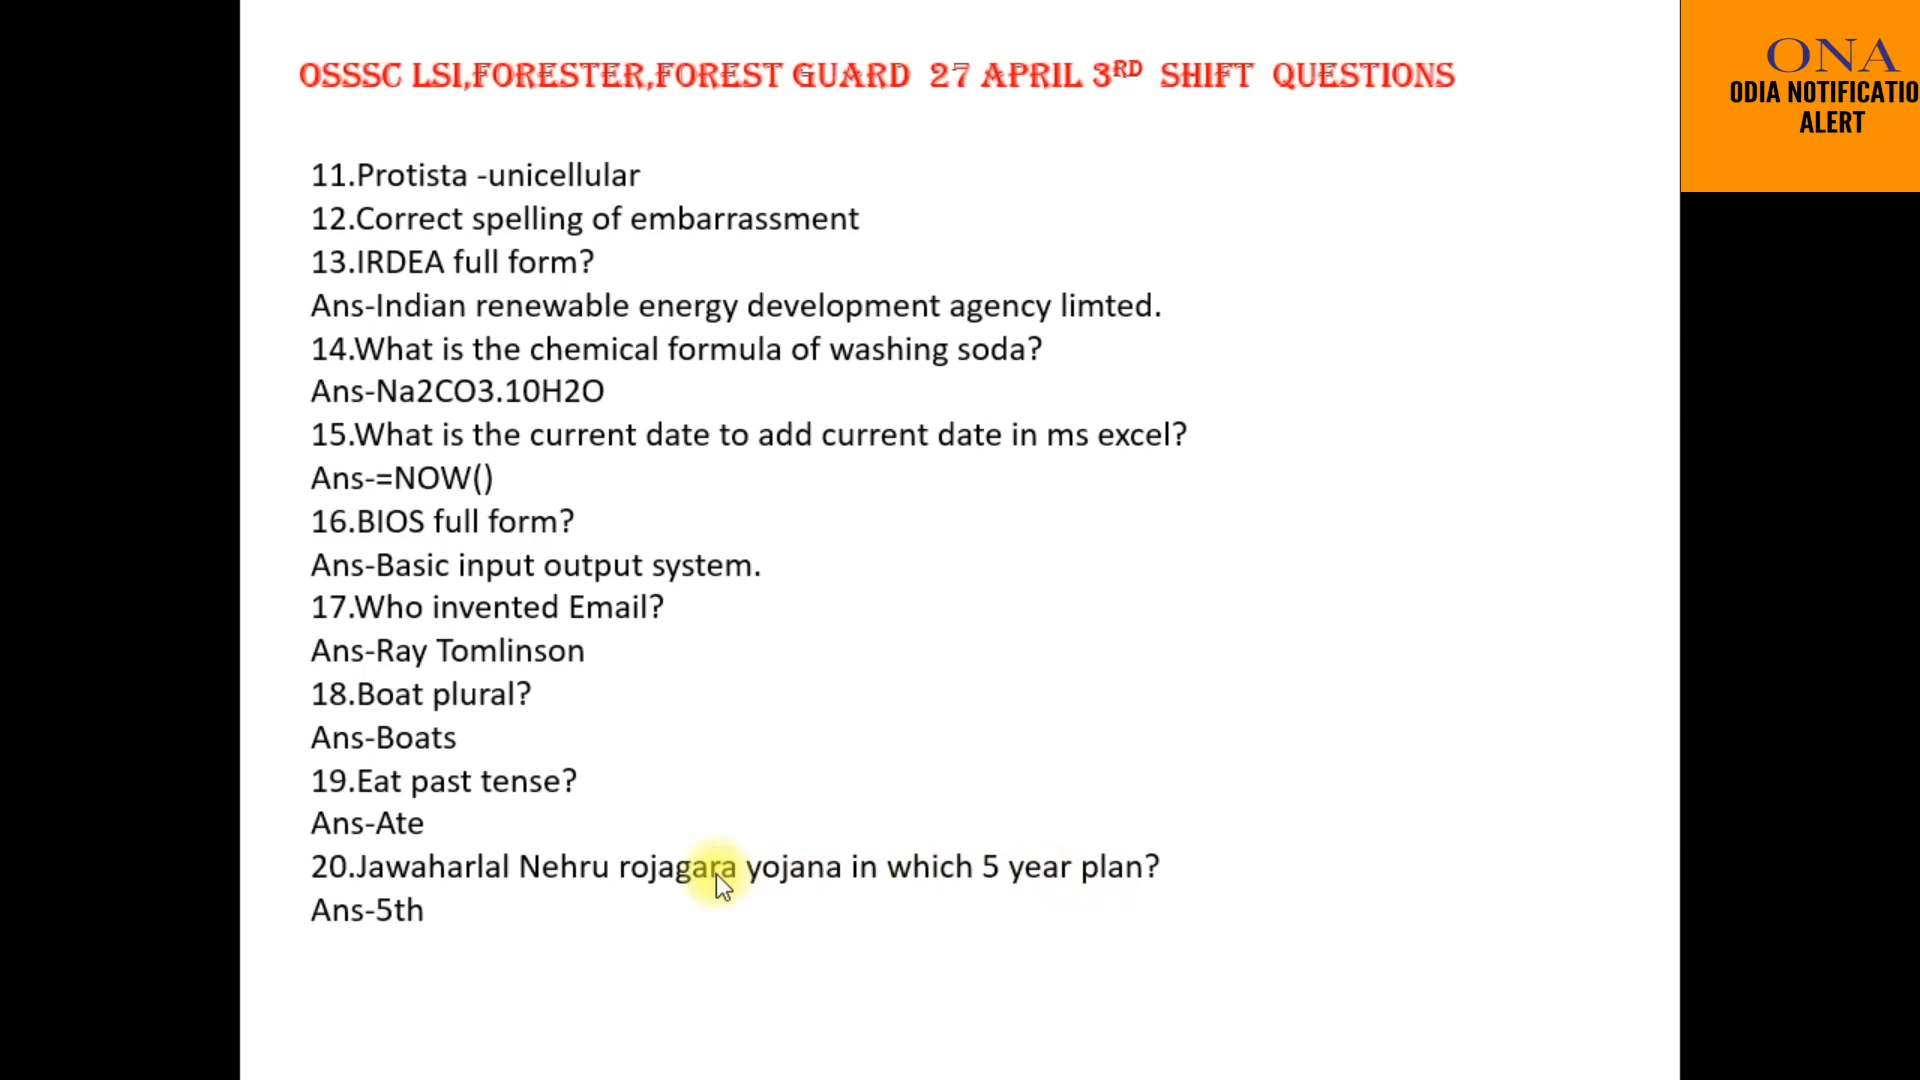 OSSSC LSI,FORESTER,FOREST GUARD 27 APRIL 3RD SHIFT QUESTIONS
ONA
ODIA NOTIFICATIO
ALERT
11.Protista -unicellular
12.Correct spelling of embarrassment
13.IRDEA full form?
Ans-Indian renewable energy development agency limted.
14.What is the chemical formula of washing soda?
Ans-Na2CO3.10H2O
15.What is the current date to add current date in ms excel?
Ans-=NOW()
16.BIOS full form?
Ans-Basic input output system.
17.Who invented Email?
Ans-Ray Tomlinson
18.Boat plural?
Ans-Boats
19.Eat past tense?
Ans-Ate
20.Jawaharlal Nehru rojagara yojana in which 5 year plan?
Ans-5th